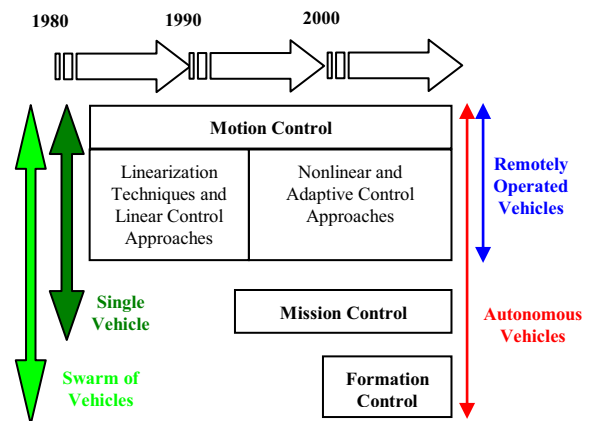 1980
1990
2000
Motion Control
Linearization
Techniques and
Linear Control
Approaches
Nonlinear and
Adaptive Control
Approaches
Remotely
Operated
Vehicles
Single
Vehicle
Mission Control
Autonomous
Vehicles
Swarm of
Vehicles
Formation
Control